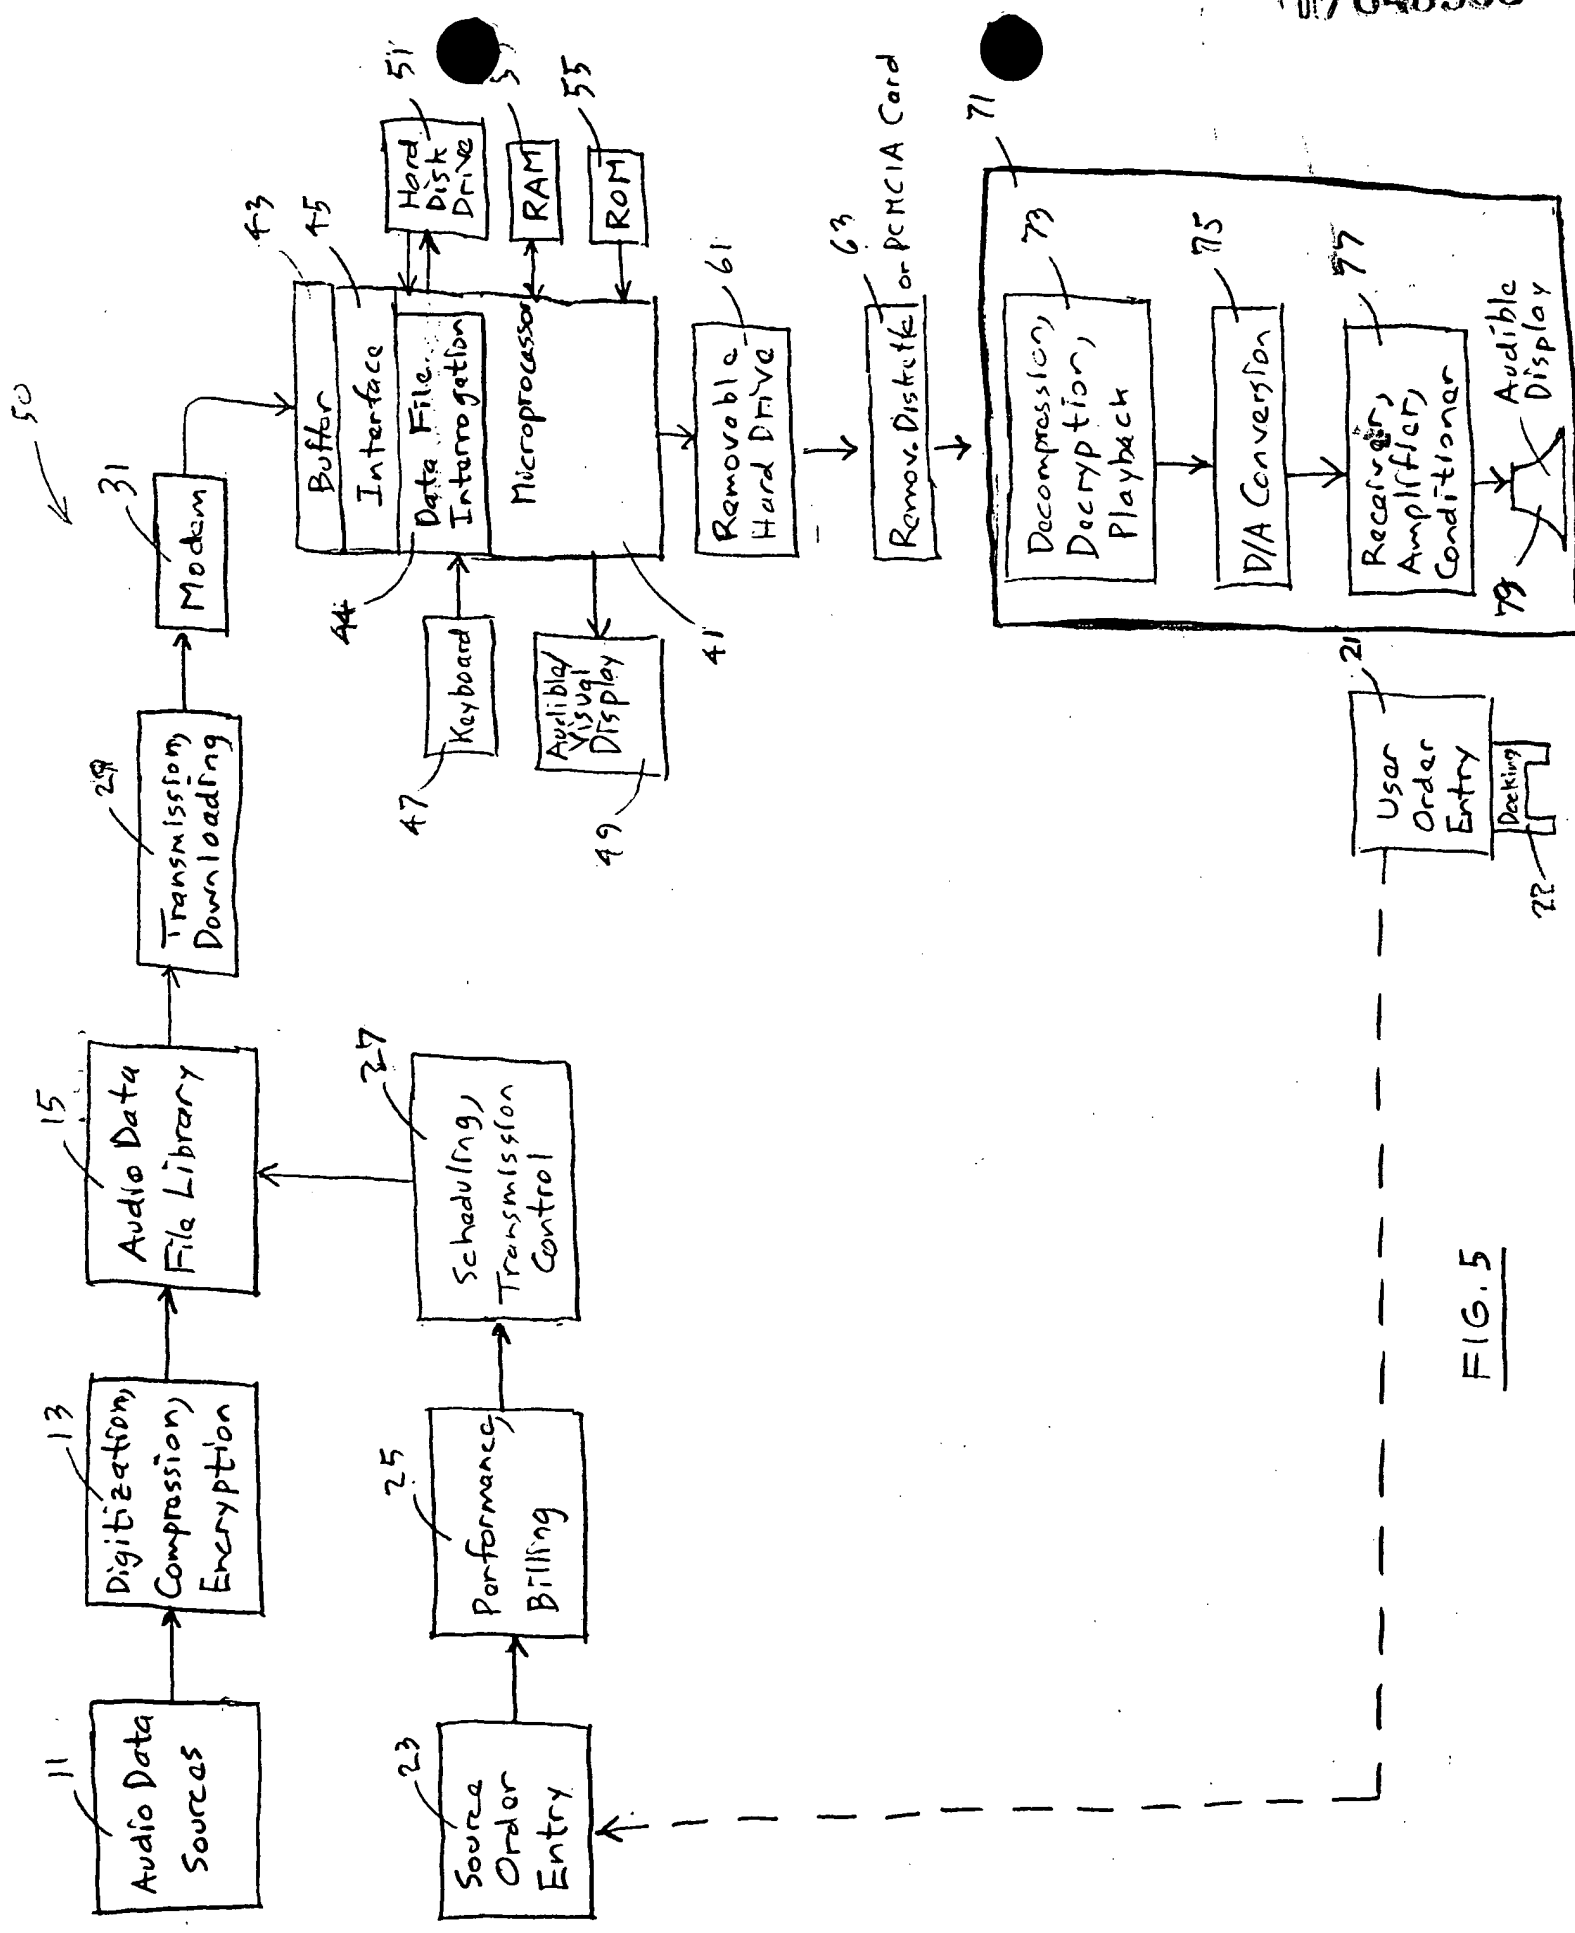 50
11
Audio Data
Sources
13
Digitization,
Compression,
Encryption
15
Audio Data
File Library
29
Transmission,
Downloading
31
Modem
23
Source
Order
Entry
25
Performance,
Billing
27
Scheduling,
Transmission
Control
43
Buffer
45
Interface
44
Data File
Interrogation
Microprocessor
41
47
Keyboard
49
Audible/
Visual
Display
51
Hard
Disk
Drive
RAM
55
ROM
61
Removable
Hard Drive
63
Remov. Diskette or PCMCIA Card
71
73
Decompression,
Decryption,
Playback
75
D/A Conversion
77
Receiver,
Amplifier,
Conditioner
79
Audible
Display
21
User
Order
Entry
Docking
22
FIG. 5